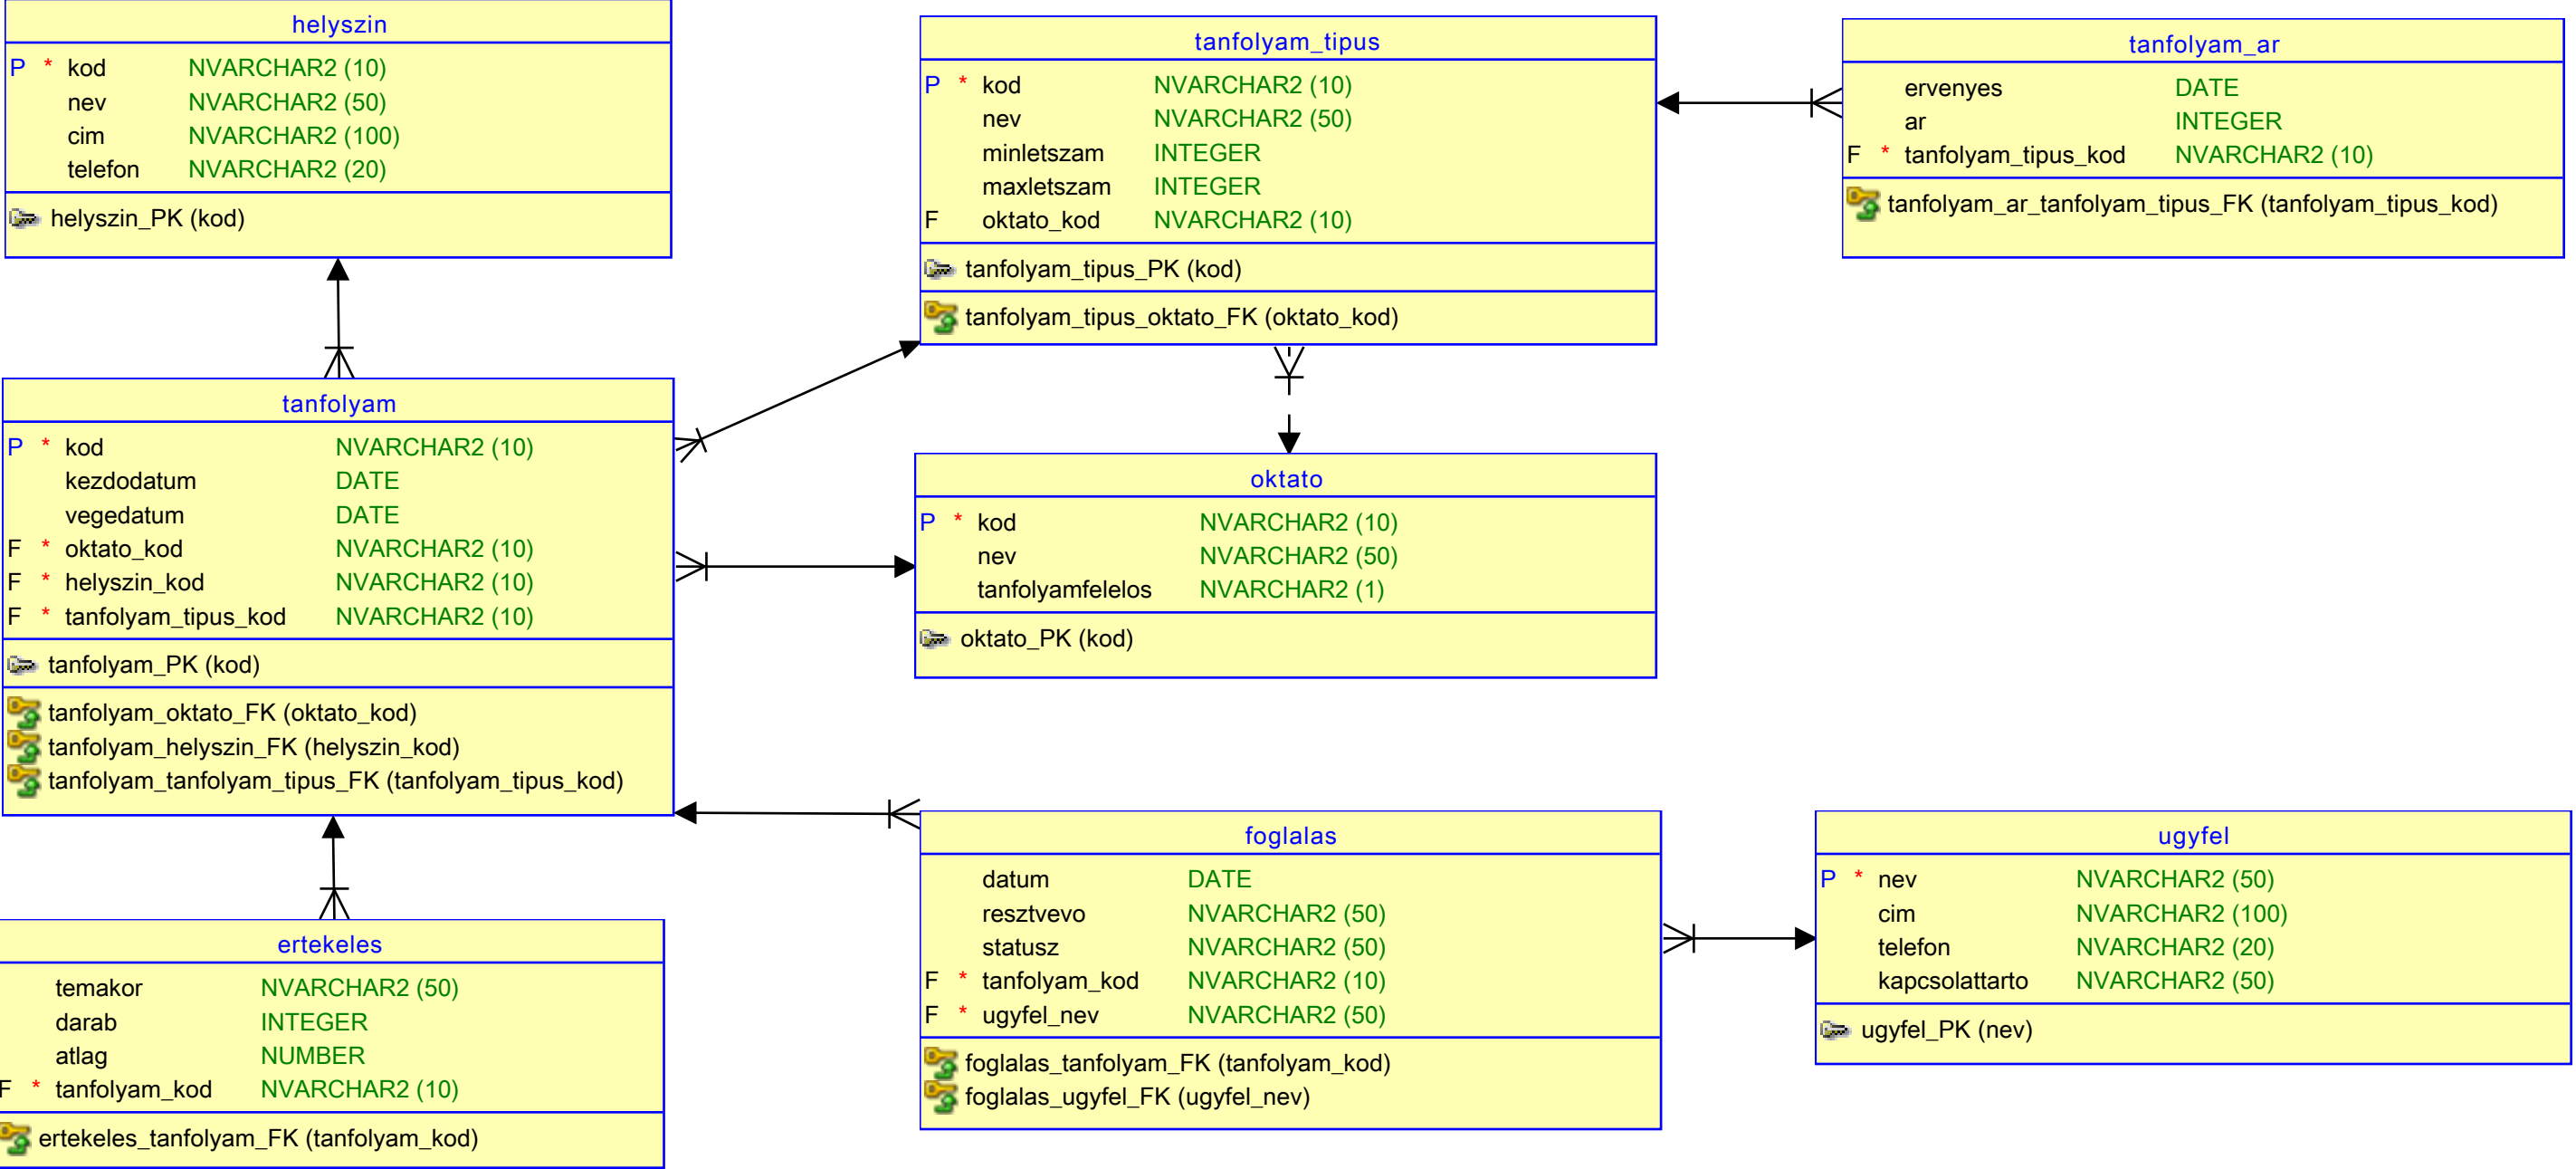 helyszin
P * kod NVARCHAR2 (10)
nev NVARCHAR2 (50)
cim NVARCHAR2 (100)
telefon NVARCHAR2 (20)
helyszin_PK (kod)
tanfolyam_tipus
P * kod NVARCHAR2 (10)
nev NVARCHAR2 (50)
minletszam INTEGER
maxletszam INTEGER
F oktato_kod NVARCHAR2 (10)
tanfolyam_tipus_PK (kod)
tanfolyam_tipus_oktato_FK (oktato_kod)
tanfolyam_ar
ervenyes DATE
ar INTEGER
F * tanfolyam_tipus_kod NVARCHAR2 (10)
tanfolyam_ar_tanfolyam_tipus_FK (tanfolyam_tipus_kod)
tanfolyam
P * kod NVARCHAR2 (10)
kezdodatum DATE
vegedatum DATE
F * oktato_kod NVARCHAR2 (10)
F * helyszin_kod NVARCHAR2 (10)
F * tanfolyam_tipus_kod NVARCHAR2 (10)
tanfolyam_PK (kod)
tanfolyam_oktato_FK (oktato_kod)
tanfolyam_helyszin_FK (helyszin_kod)
tanfolyam_tanfolyam_tipus_FK (tanfolyam_tipus_kod)
oktato
P * kod NVARCHAR2 (10)
nev NVARCHAR2 (50)
tanfolyamfelelos NVARCHAR2 (1)
oktato_PK (kod)
ertekeles
temakor NVARCHAR2 (50)
darab INTEGER
atlag NUMBER
F * tanfolyam_kod NVARCHAR2 (10)
ertekeles_tanfolyam_FK (tanfolyam_kod)
foglalas
datum DATE
resztvevo NVARCHAR2 (50)
statusz NVARCHAR2 (50)
F * tanfolyam_kod NVARCHAR2 (10)
F * ugyfel_nev NVARCHAR2 (50)
foglalas_tanfolyam_FK (tanfolyam_kod)
foglalas_ugyfel_FK (ugyfel_nev)
ugyfel
P * nev NVARCHAR2 (50)
cim NVARCHAR2 (100)
telefon NVARCHAR2 (20)
kapcsolattarto NVARCHAR2 (50)
ugyfel_PK (nev)